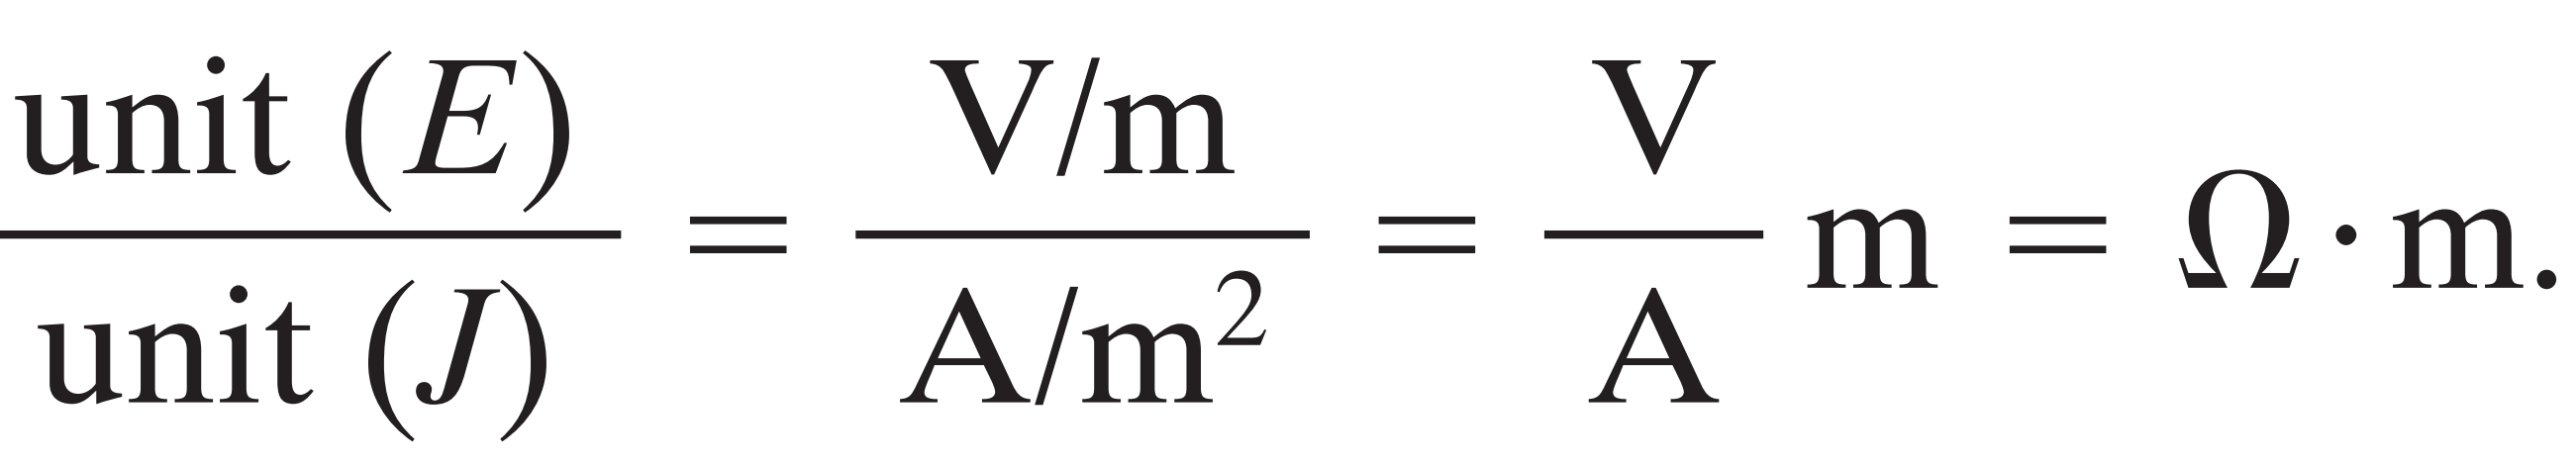 unit (E) / unit (J) = V/m / A/m² = V / A m = Ω · m.